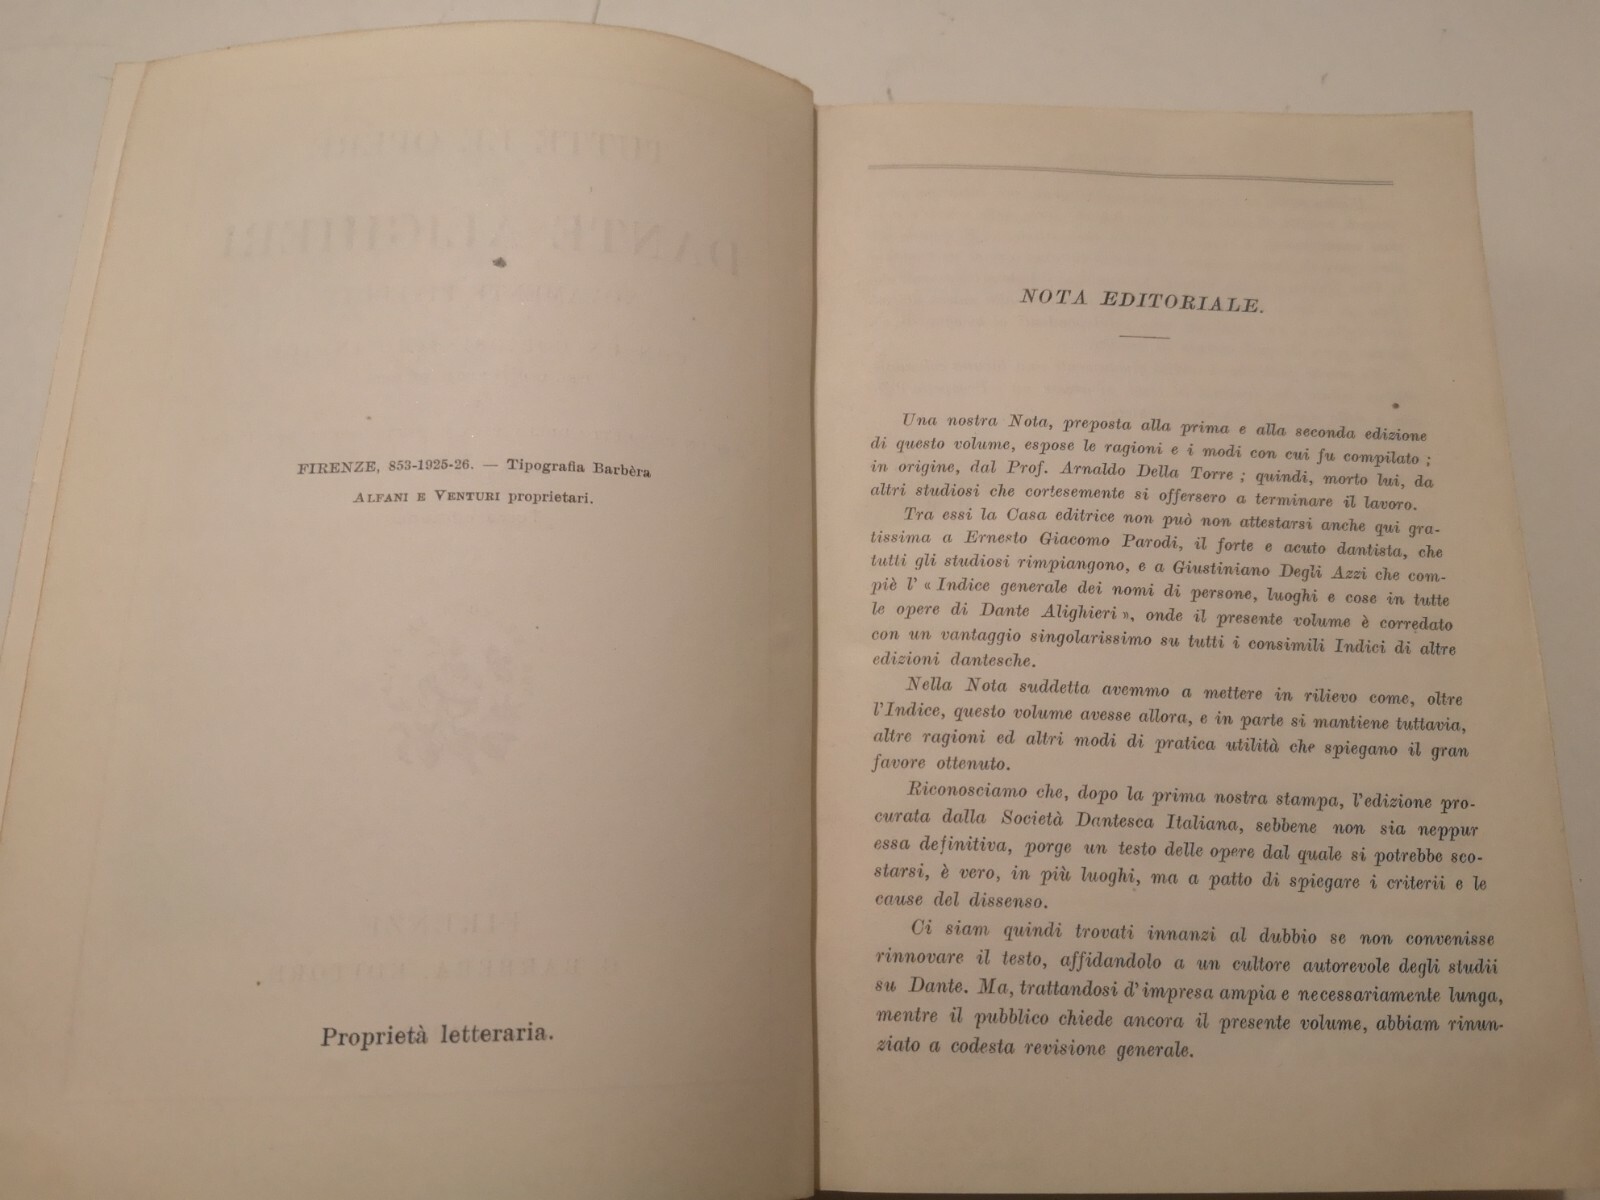 FIRENZE, 853-1925-26. — Tipografia Barbèra
ALFANI E VENTURI proprietari.
Proprietà letteraria.
NOTA EDITORIALE.
Una nostra Nota, preposta alla prima e alla seconda edizione
di questo volume, espose le ragioni e i modi con cui fu compilato ;
in origine, dal Prof. Arnaldo Della Torre ; quindi, morto lui, da
altri studiosi che cortesemente si offersero a terminare il lavoro.
Tra essi la Casa editrice non può non attestarsi anche qui gra-
tissima a Ernesto Giacomo Parodi, il forte e acuto dantista, che
tutti gli studiosi rimpiangono, e a Giustiniano Degli Azzi che com-
piè l' « Indice generale dei nomi di persone, luoghi e cose in tutte
le opere di Dante Alighieri », onde il presente volume è corredato
con un vantaggio singolarissimo su tutti i consimili Indici di altre
edizioni dantesche.
Nella Nota suddetta avemmo a mettere in rilievo come, oltre
l'Indice, questo volume avesse allora, e in parte si mantiene tuttavia,
altre ragioni ed altri modi di pratica utilità che spiegano il gran
favore ottenuto.
Riconosciamo che, dopo la prima nostra stampa, l'edizione pro-
curata dalla Società Dantesca Italiana, sebbene non sia neppur
essa definitiva, porge un testo delle opere dal quale si potrebbe sco-
starsi, è vero, in più luoghi, ma a patto di spiegare i criterii e le
cause del dissenso.
Ci siam quindi trovati innanzi al dubbio se non convenisse
rinnovare il testo, affidandolo a un cultore autorevole degli studii
su Dante. Ma, trattandosi d'impresa ampia e necessariamente lunga,
mentre il pubblico chiede ancora il presente volume, abbiam rinun-
ziato a codesta revisione generale.